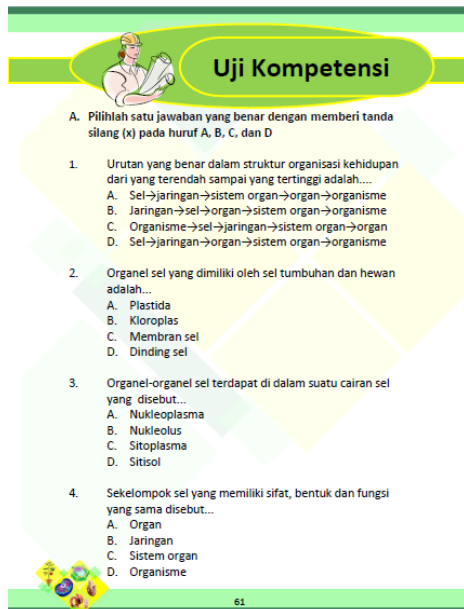 Uji Kompetensi
A. Pilihlah satu jawaban yang benar dengan memberi tanda
silang (x) pada huruf A, B, C, dan D
1. Urutan yang benar dalam struktur organisasi kehidupan
dari yang terendah sampai yang tertinggi adalah....
A. Sel→jaringan→sistem organ→organ→organisme
B. Jaringan→sel→organ→sistem organ→organisme
C. Organisme→sel→jaringan→sistem organ→organ
D. Sel→jaringan→organ→sistem organ→organisme
2. Organel sel yang dimiliki oleh sel tumbuhan dan hewan
adalah...
A. Plastida
B. Kloroplas
C. Membran sel
D. Dinding sel
3. Organel-organel sel terdapat di dalam suatu cairan sel
yang disebut...
A. Nukleoplasma
B. Nukleolus
C. Sitoplasma
D. Sitisol
4. Sekelompok sel yang memiliki sifat, bentuk dan fungsi
yang sama disebut...
A. Organ
B. Jaringan
C. Sistem organ
D. Organisme
61